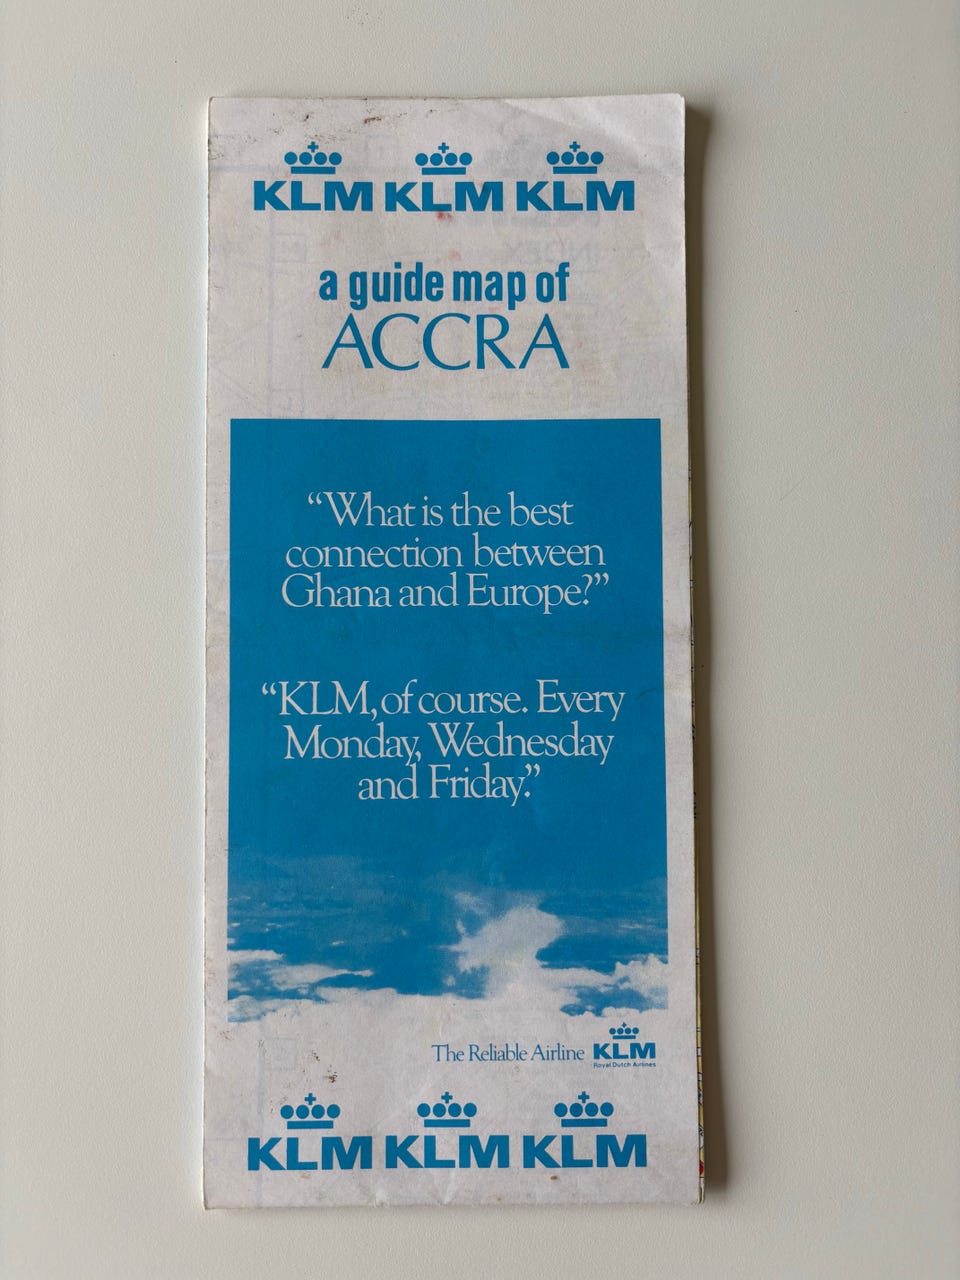 KLM KLM KLM
a guide map of
ACCRA
“What is the best
connection between
Ghana and Europe?”
“KLM, of course. Every
Monday, Wednesday
and Friday.”
The Reliable Airline KLM
Royal Dutch Airlines
KLM KLM KLM